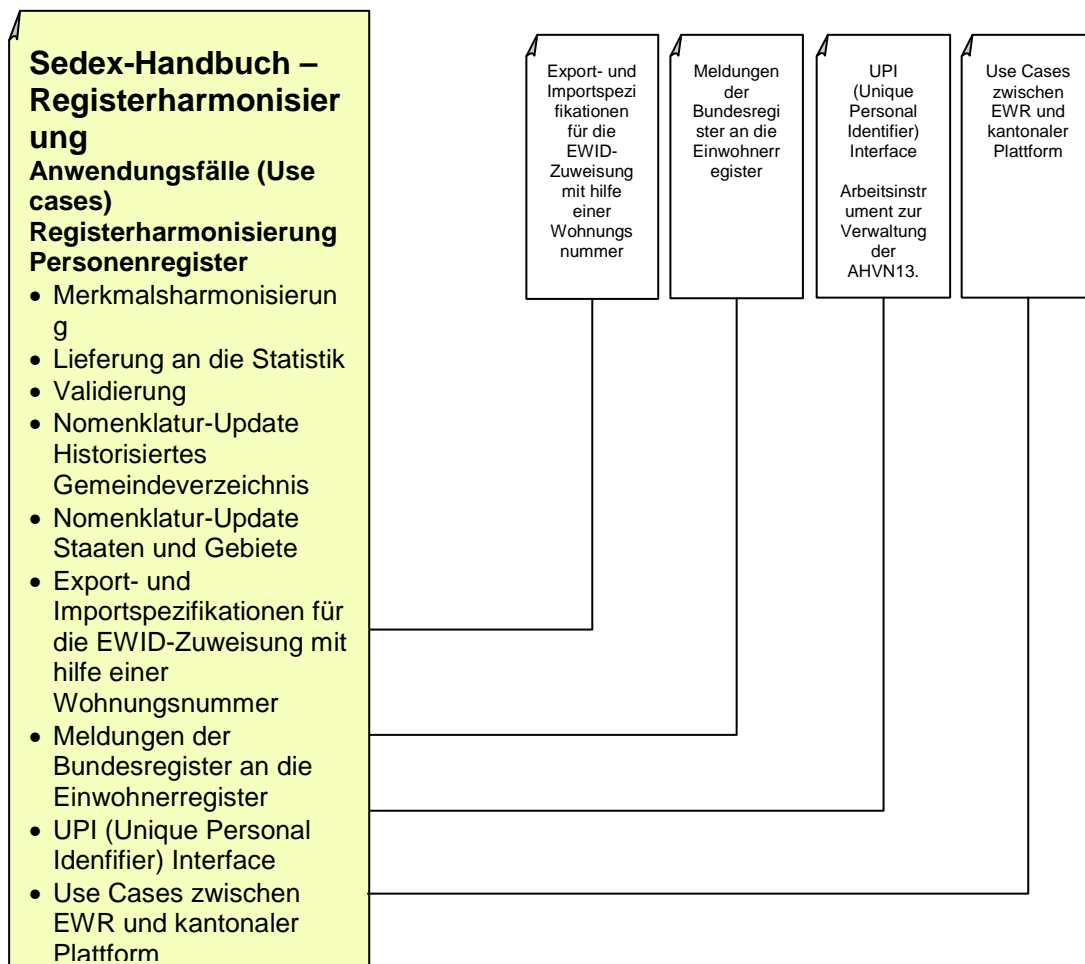 Sedex-Handbuch –
Registerharmonisier
ung
Anwendungsfälle (Use
cases)
Registerharmonisierung
Personenregister
• Merkmalsharmonisierun
g
• Lieferung an die Statistik
• Validierung
• Nomenklatur-Update
Historisiertes
Gemeindeverzeichnis
• Nomenklatur-Update
Staaten und Gebiete
• Export- und
Importspezifikationen für
die EWID-Zuweisung mit
hilfe einer
Wohnungsnummer
• Meldungen der
Bundesregister an die
Einwohnerregister
• UPI (Unique Personal
Idenfifier) Interface
• Use Cases zwischen
EWR und kantonaler
Plattform
Export- und
Importspezi
fikationen
für die
EWID-
Zuweisung
mit hilfe
einer
Wohnungs
nummer
Meldungen
der
Bundesregi
ster an die
Einwohnerr
egister
UPI
(Unique
Personal
Identifier)
Interface
Arbeitsinstr
ument zur
Verwaltung
der
AHVN13.
Use Cases
zwischen
EWR und
kantonaler
Plattform